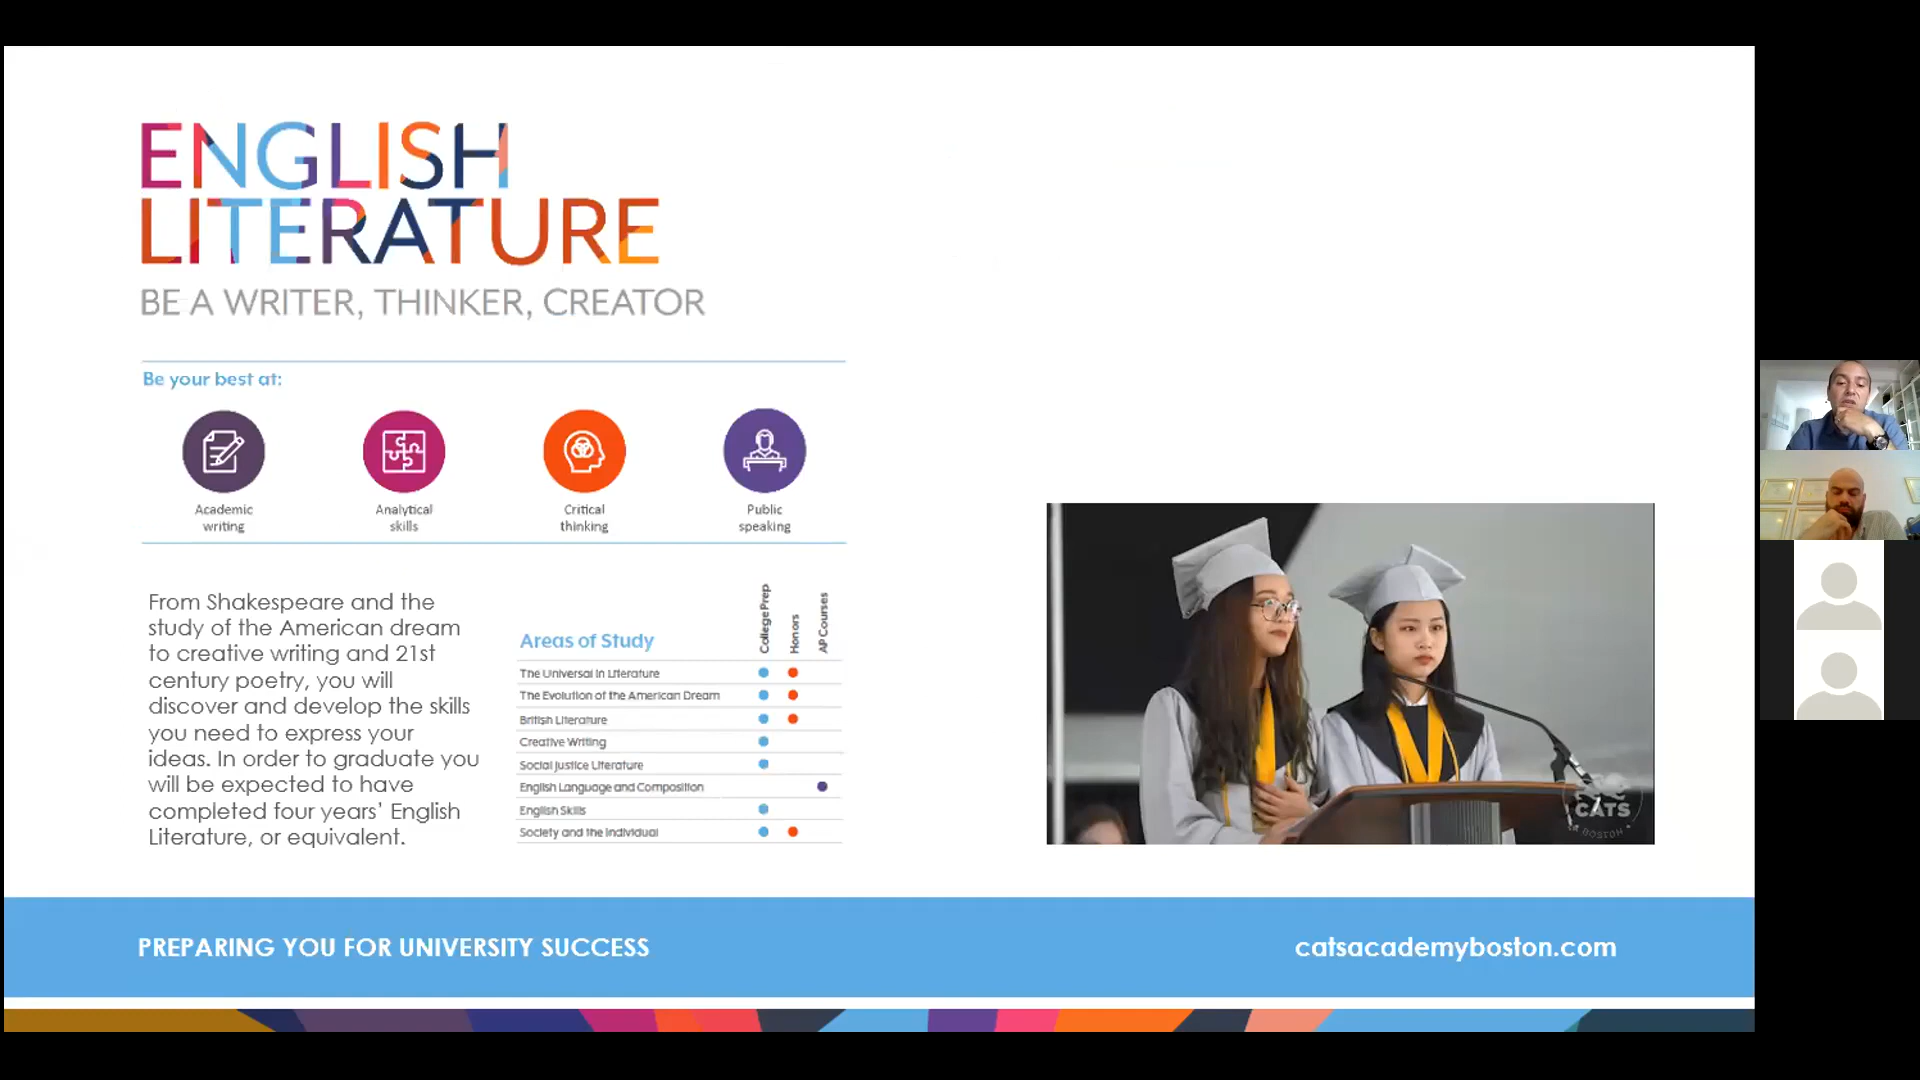 ENGLISH
LITERATURE
BE A WRITER, THINKER, CREATOR
Be your best at:
Academic
writing
Analytical
skills
Critical
thinking
Public
speaking
From Shakespeare and the
study of the American dream
to creative writing and 21st
century poetry, you will
discover and develop the skills
you need to express your
ideas. In order to graduate you
will be expected to have
completed four years’ English
Literature, or equivalent.
Areas of Study
College Prep
Honors
AP Courses
The Universal in Literature
The Evolution of the American Dream
British Literature
Creative Writing
Social Justice Literature
English Language and Composition
English Skills
Society and the Individual
CATS
BOSTON
PREPARING YOU FOR UNIVERSITY SUCCESS
catsacademyboston.com